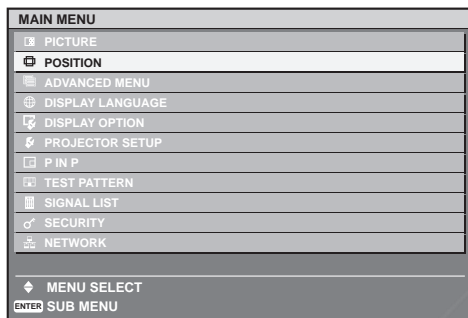 MAIN MENU
PICTURE
POSITION
ADVANCED MENU
DISPLAY LANGUAGE
DISPLAY OPTION
PROJECTOR SETUP
P IN P
TEST PATTERN
SIGNAL LIST
SECURITY
NETWORK
MENU SELECT
ENTER SUB MENU